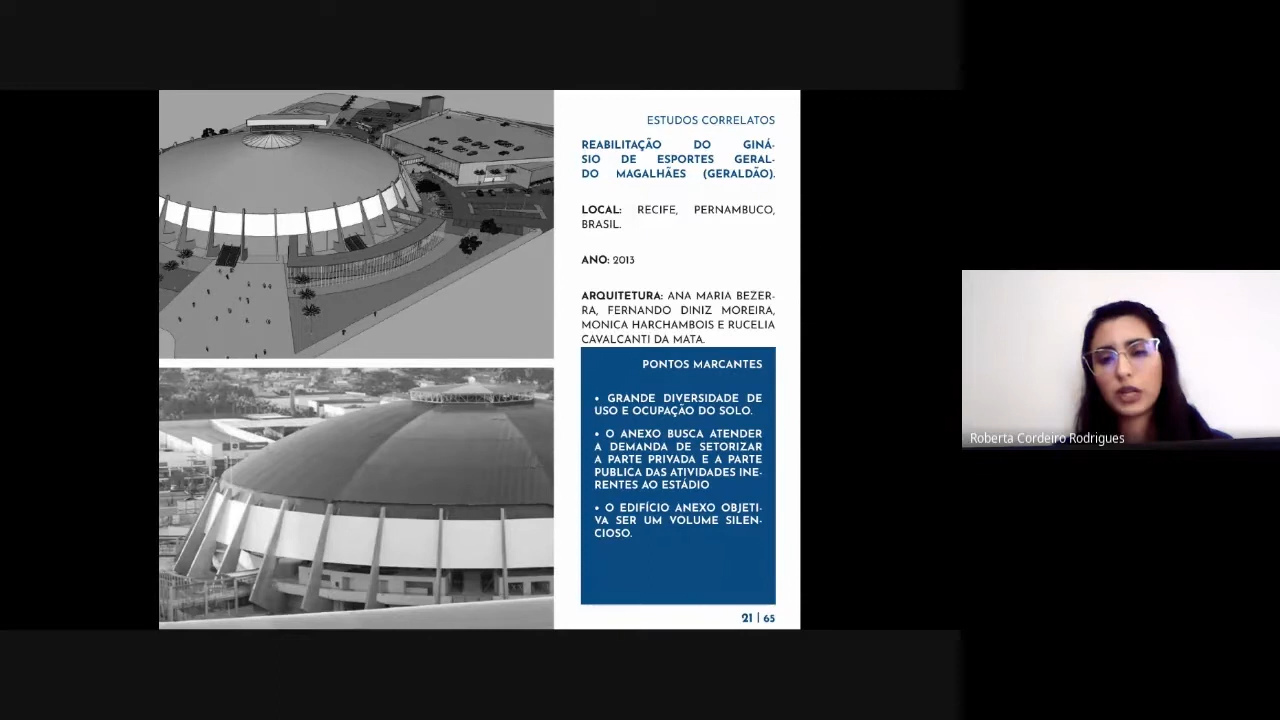 ESTUDOS CORRELATOS
REABILITAÇÃO DO GINÁ-
SIO DE ESPORTES GERAL-
DO MAGALHÃES (GERALDÃO).
LOCAL: RECIFE, PERNAMBUCO,
BRASIL.
ANO: 2013
ARQUITETURA: ANA MARIA BEZER-
RA, FERNANDO DINIZ MOREIRA,
MONICA HARCHAMBOIS E RUCELIA
CAVALCANTI DA MATA.
PONTOS MARCANTES
• GRANDE DIVERSIDADE DE
USO E OCUPAÇÃO DO SOLO.
• O ANEXO BUSCA ATENDER
A DEMANDA DE SETORIZAR
A PARTE PRIVADA E A PARTE
PUBLICA DAS ATIVIDADES INE-
RENTES AO ESTÁDIO
• O EDIFÍCIO ANEXO OBJETI-
VA SER UM VOLUME SILEN-
CIOSO.
21 | 65
Roberta Cordeiro Rodrigues